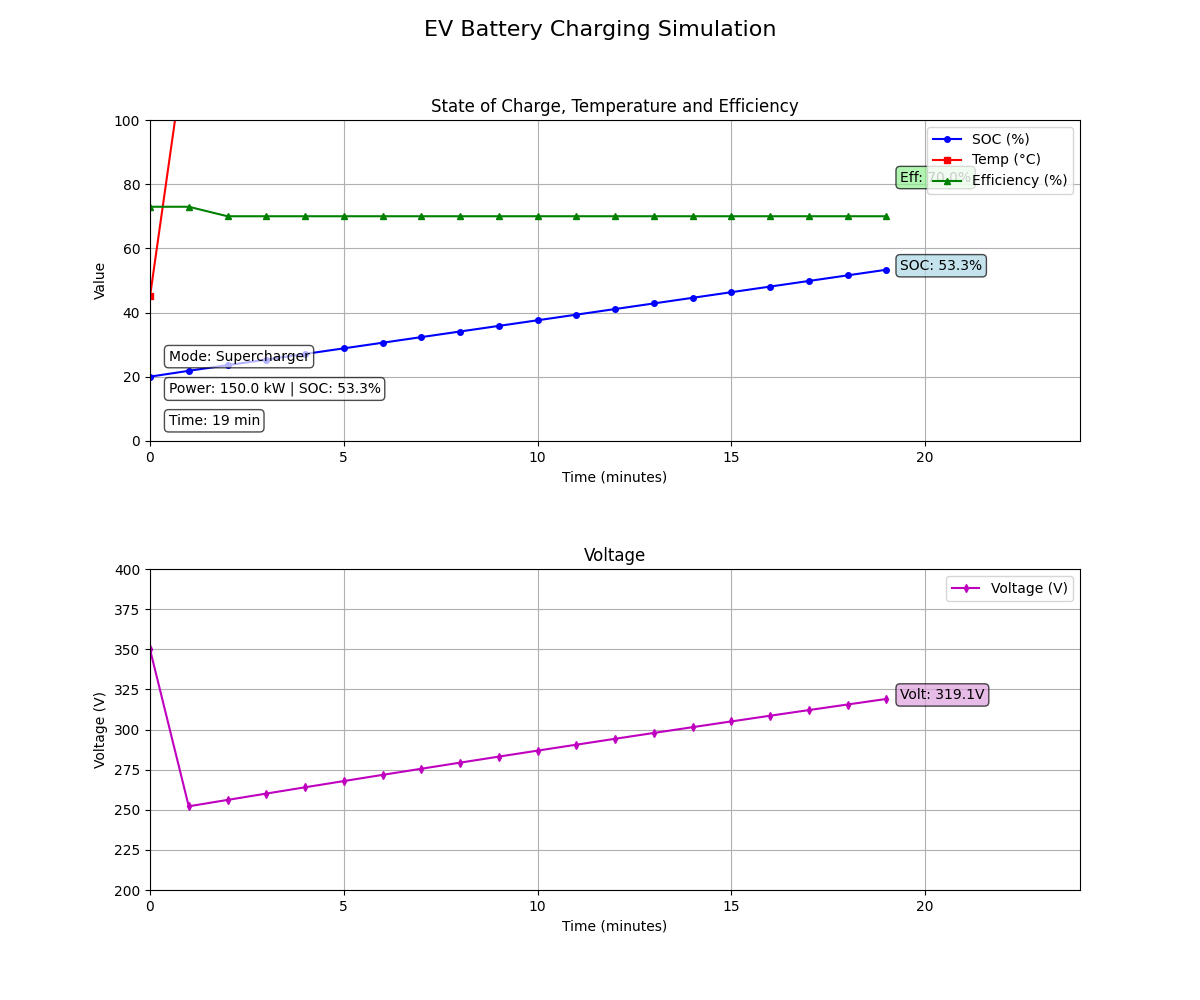 EV Battery Charging Simulation
State of Charge, Temperature and Efficiency
100
80
60
40
20
0
Value
SOC (%)
Temp (°C)
Efficiency (%)
Eff: 70.0%
SOC: 53.3%
Mode: Supercharger
Power: 150.0 kW | SOC: 53.3%
Time: 19 min
0 5 10 15 20
Time (minutes)
Voltage
400
375
350
325
300
275
250
225
200
Voltage (V)
Voltage (V)
Volt: 319.1V
0 5 10 15 20
Time (minutes)